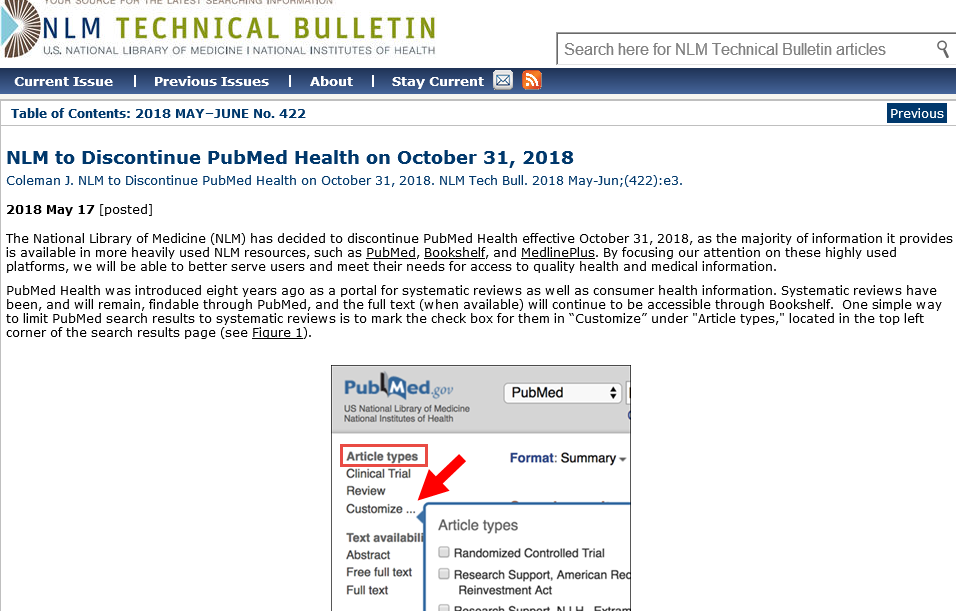 YOUR SOURCE FOR THE LATEST SEARCHING INFORMATION
NLM TECHNICAL BULLETIN
U.S. NATIONAL LIBRARY OF MEDICINE | NATIONAL INSTITUTES OF HEALTH
Search here for NLM Technical Bulletin articles
Current Issue | Previous Issues | About | Stay Current
Table of Contents: 2018 MAY–JUNE No. 422
Previous
NLM to Discontinue PubMed Health on October 31, 2018
Coleman J. NLM to Discontinue PubMed Health on October 31, 2018. NLM Tech Bull. 2018 May-Jun;(422):e3.
2018 May 17 [posted]
The National Library of Medicine (NLM) has decided to discontinue PubMed Health effective October 31, 2018, as the majority of information it provides
is available in more heavily used NLM resources, such as PubMed, Bookshelf, and MedlinePlus. By focusing our attention on these highly used
platforms, we will be able to better serve users and meet their needs for access to quality health and medical information.
PubMed Health was introduced eight years ago as a portal for systematic reviews as well as consumer health information. Systematic reviews have
been, and will remain, findable through PubMed, and the full text (when available) will continue to be accessible through Bookshelf.  One simple way
to limit PubMed search results to systematic reviews is to mark the check box for them in “Customize” under "Article types," located in the top left
corner of the search results page (see Figure 1).
PubMed.gov
US National Library of Medicine
National Institutes of Health
PubMed
Article types
Clinical Trial
Review
Customize ...
Format: Summary
Text availabili
Abstract
Free full text
Full text
Article types
Randomized Controlled Trial
Research Support, American Rec
Reinvestment Act
Research Support, N.I.H., Extram